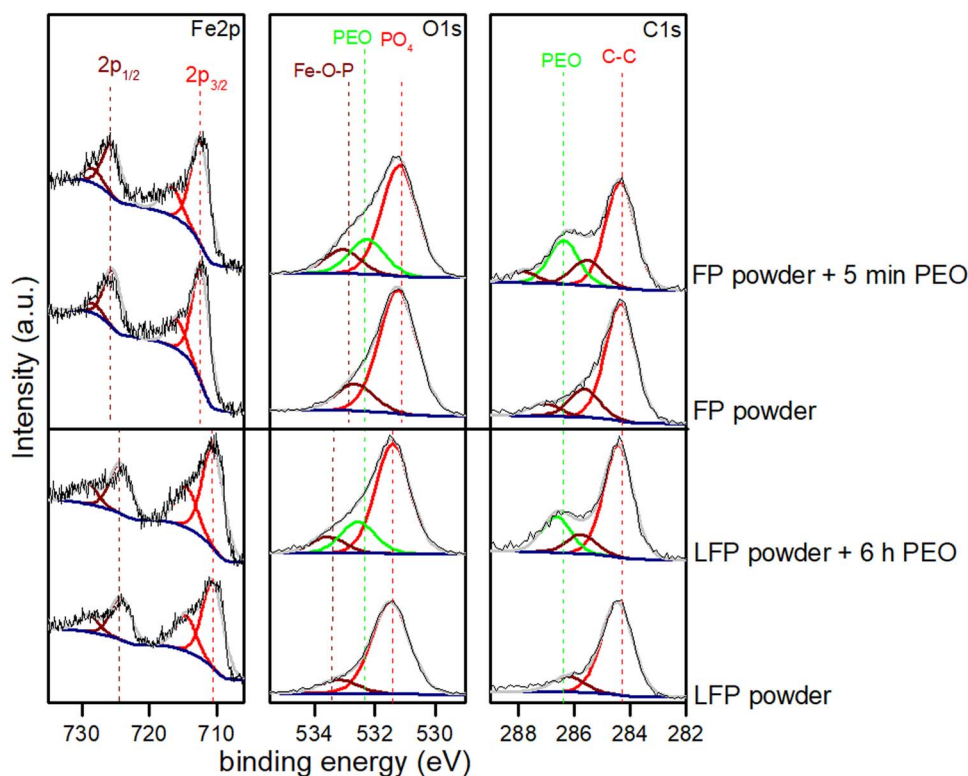 Fe2p
O1s
C1s
2p1/2
2p3/2
Fe-O-P
PEO
PO4
PEO
C-C
FP powder + 5 min PEO
FP powder
LFP powder + 6 h PEO
LFP powder
Intensity (a.u.)
730 720 710
534 532 530
288 286 284 282
binding energy (eV)